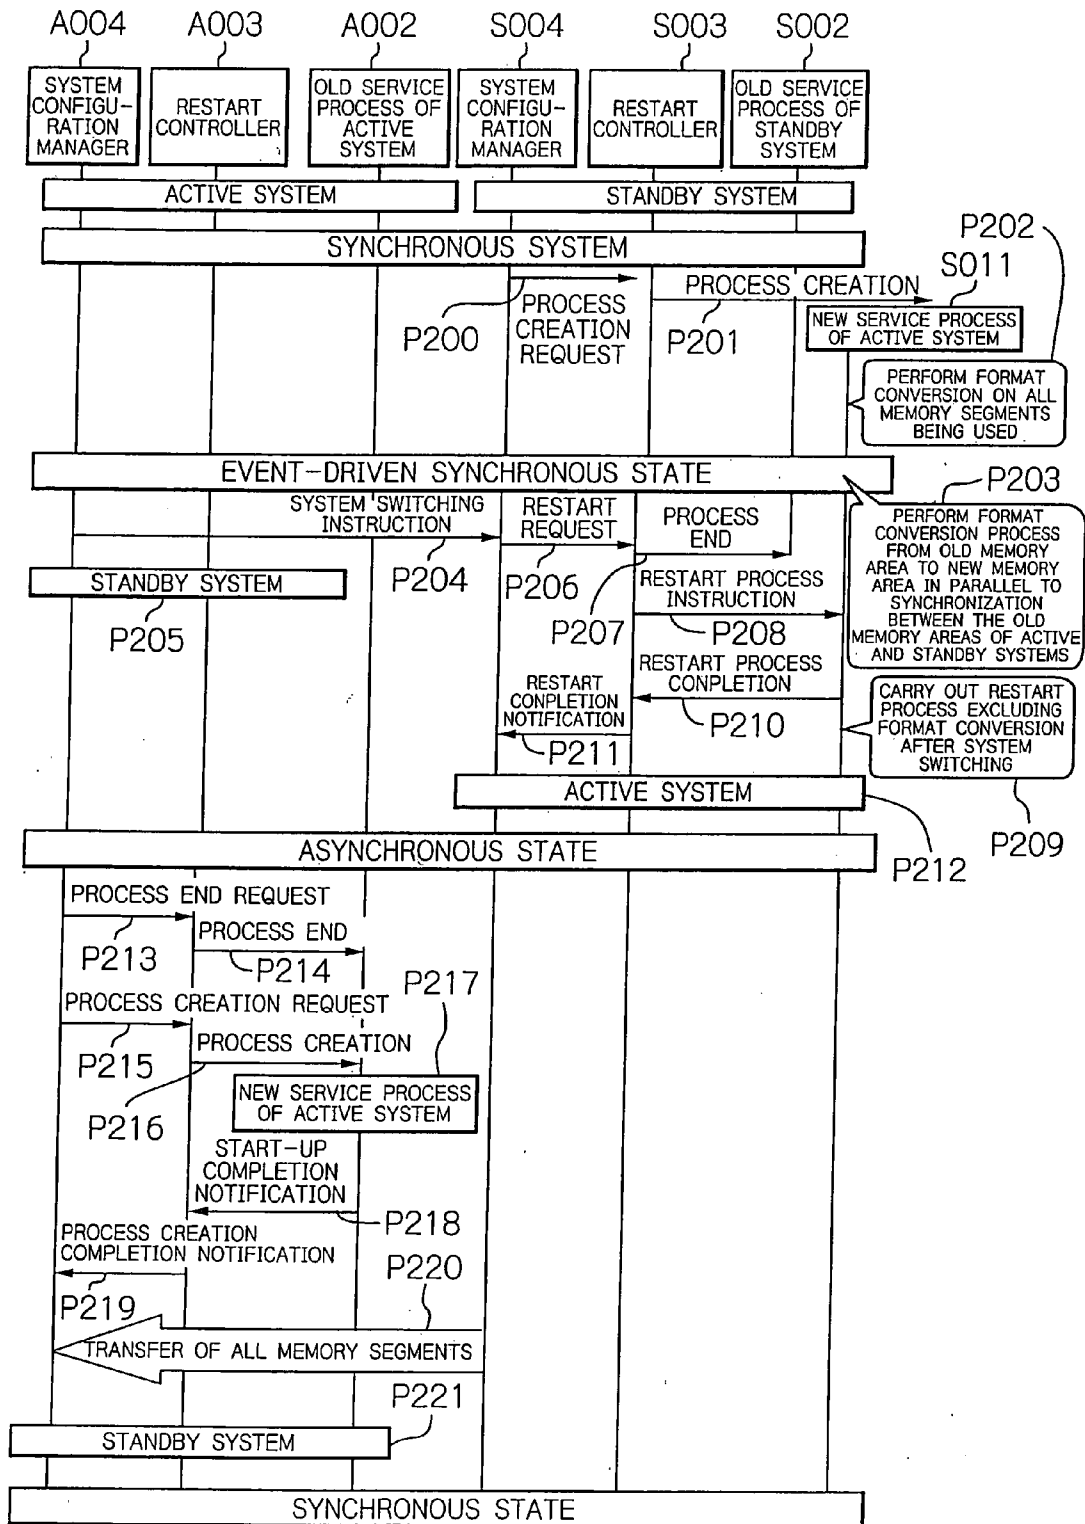 A004 A003 A002 S004 S003 S002
SYSTEM
CONFIGU-
RATION
MANAGER
RESTART
CONTROLLER
OLD SERVICE
PROCESS OF
ACTIVE
SYSTEM
SYSTEM
CONFIGU-
RATION
MANAGER
RESTART
CONTROLLER
OLD SERVICE
PROCESS OF
STANDBY
SYSTEM
ACTIVE SYSTEM
STANDBY SYSTEM
SYNCHRONOUS SYSTEM
P202
S011
P200
PROCESS
CREATION
REQUEST
PROCESS CREATION
P201
NEW SERVICE PROCESS
OF ACTIVE SYSTEM
PERFORM FORMAT
CONVERSION ON ALL
MEMORY SEGMENTS
BEING USED
EVENT-DRIVEN SYNCHRONOUS STATE
P203
SYSTEM SWITCHING
INSTRUCTION
P204
RESTART
REQUEST
P206
PROCESS
END
P207
PERFORM FORMAT
CONVERSION PROCESS
FROM OLD MEMORY
AREA TO NEW MEMORY
AREA IN PARALLEL TO
SYNCHRONIZATION
BETWEEN THE OLD
MEMORY AREAS OF ACTIVE
AND STANDBY SYSTEMS
STANDBY SYSTEM
P205
RESTART PROCESS
INSTRUCTION
P208
RESTART PROCESS
CONPLETION
P210
RESTART
CONPLETION
NOTIFICATION
P211
CARRY OUT RESTART
PROCESS EXCLUDING
FORMAT CONVERSION
AFTER SYSTEM
SWITCHING
P209
ACTIVE SYSTEM
P212
ASYNCHRONOUS STATE
PROCESS END REQUEST
P213
PROCESS END
P214
P217
PROCESS CREATION REQUEST
P215
PROCESS CREATION
P216
NEW SERVICE PROCESS
OF ACTIVE SYSTEM
START-UP
COMPLETION
NOTIFICATION
P218
PROCESS CREATION
COMPLETION NOTIFICATION
P219
P220
TRANSFER OF ALL MEMORY SEGMENTS
P221
STANDBY SYSTEM
SYNCHRONOUS STATE